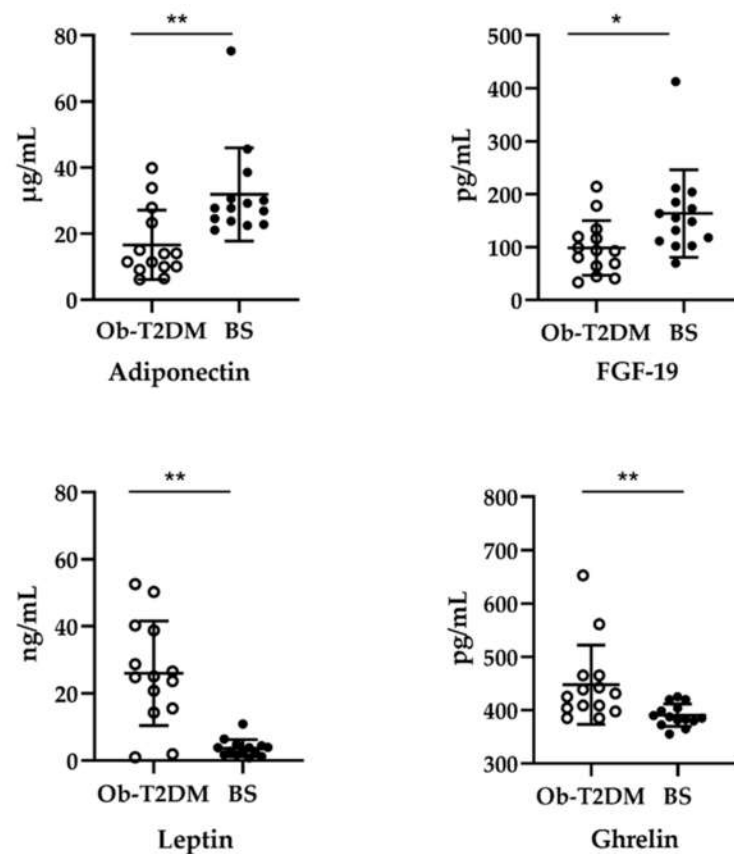 **
80
60
40
20
0
µg/mL
Ob-T2DM BS
Adiponectin
*
500
400
300
200
100
0
pg/mL
Ob-T2DM BS
FGF-19
**
80
60
40
20
0
ng/mL
Ob-T2DM BS
Leptin
**
800
700
600
500
400
300
pg/mL
Ob-T2DM BS
Ghrelin